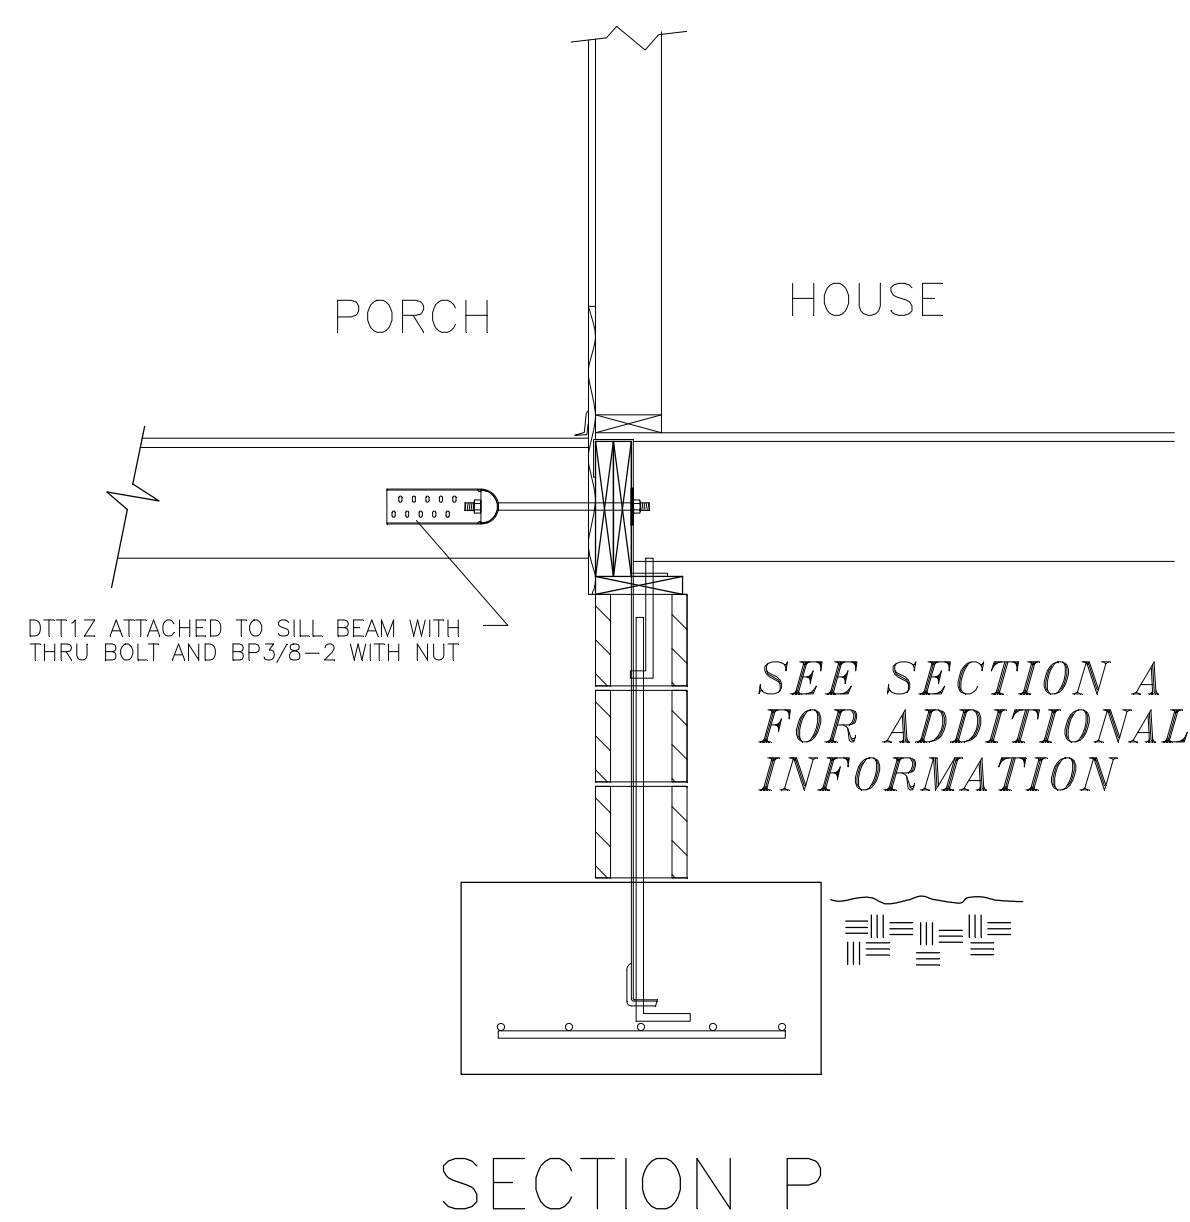 HOUSE
PORCH
DTT1Z ATTACHED TO SILL BEAM WITH
THRU BOLT AND BP3/8-2 WITH NUT
SEE SECTION A
FOR ADDITIONAL
INFORMATION
SECTION P